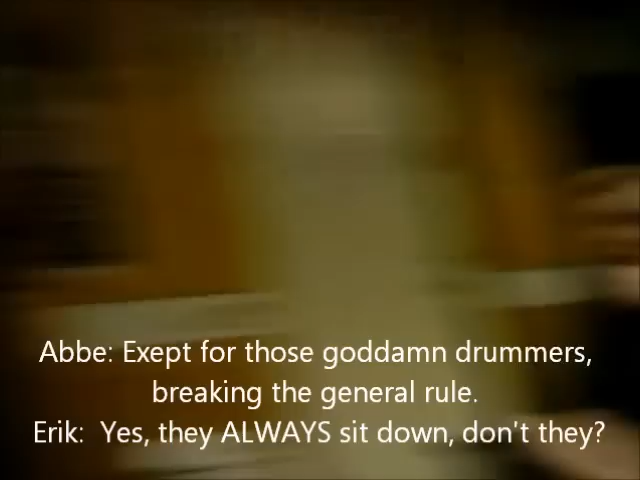 Abbe: Exept for those goddamn drummers,
breaking the general rule.
Erik:  Yes, they ALWAYS sit down, don't they?